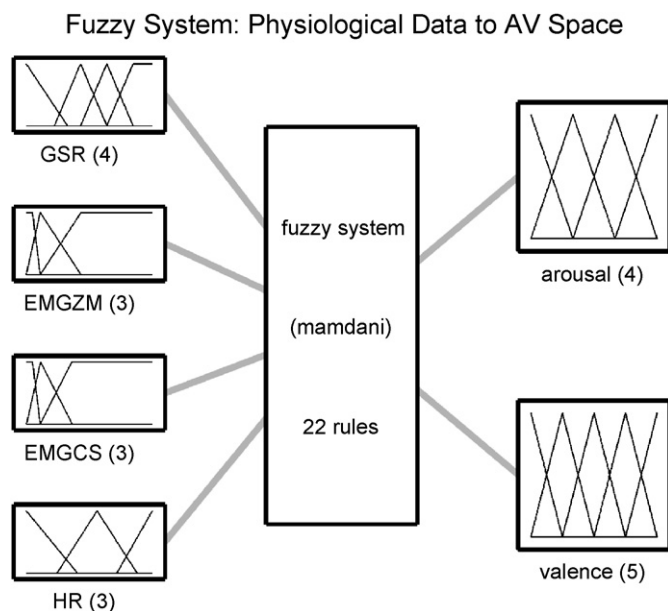 Fuzzy System: Physiological Data to AV Space
GSR (4)
EMGZM (3)
EMGCS (3)
HR (3)
fuzzy system
(mamdani)
22 rules
arousal (4)
valence (5)